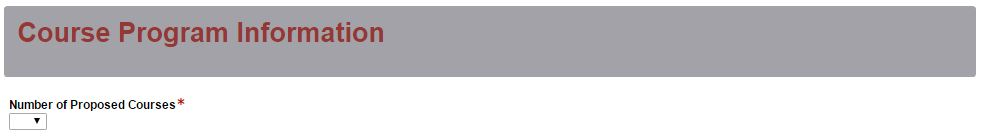 Course Program Information
Number of Proposed Courses*